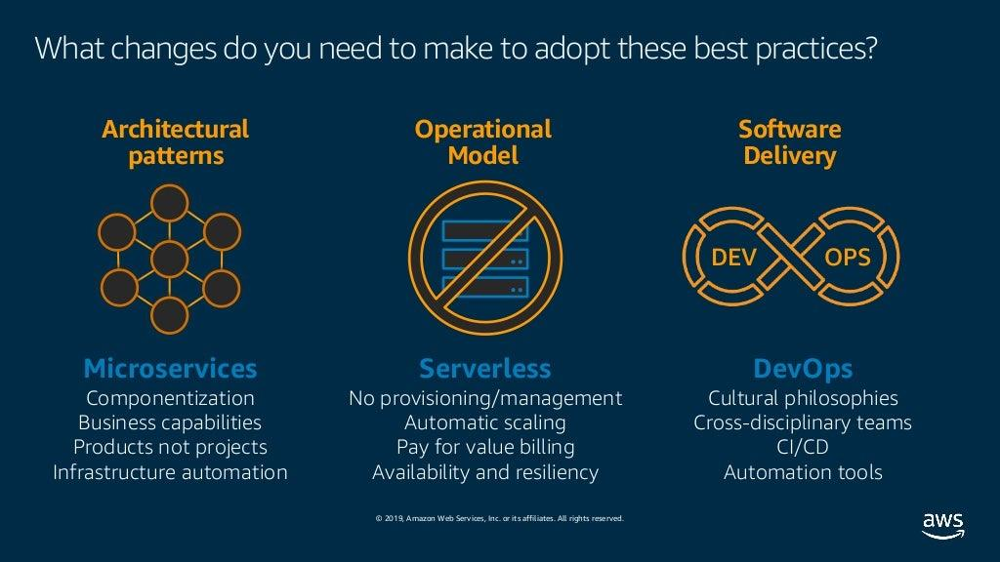 What changes do you need to make to adopt these best practices?
Architectural
patterns
Microservices
Componentization
Business capabilities
Products not projects
Infrastructure automation
Operational
Model
Serverless
No provisioning/management
Automatic scaling
Pay for value billing
Availability and resiliency
Software
Delivery
DEV OPS
DevOps
Cultural philosophies
Cross-disciplinary teams
CI/CD
Automation tools
© 2019, Amazon Web Services, Inc. or its affiliates. All rights reserved.
aws